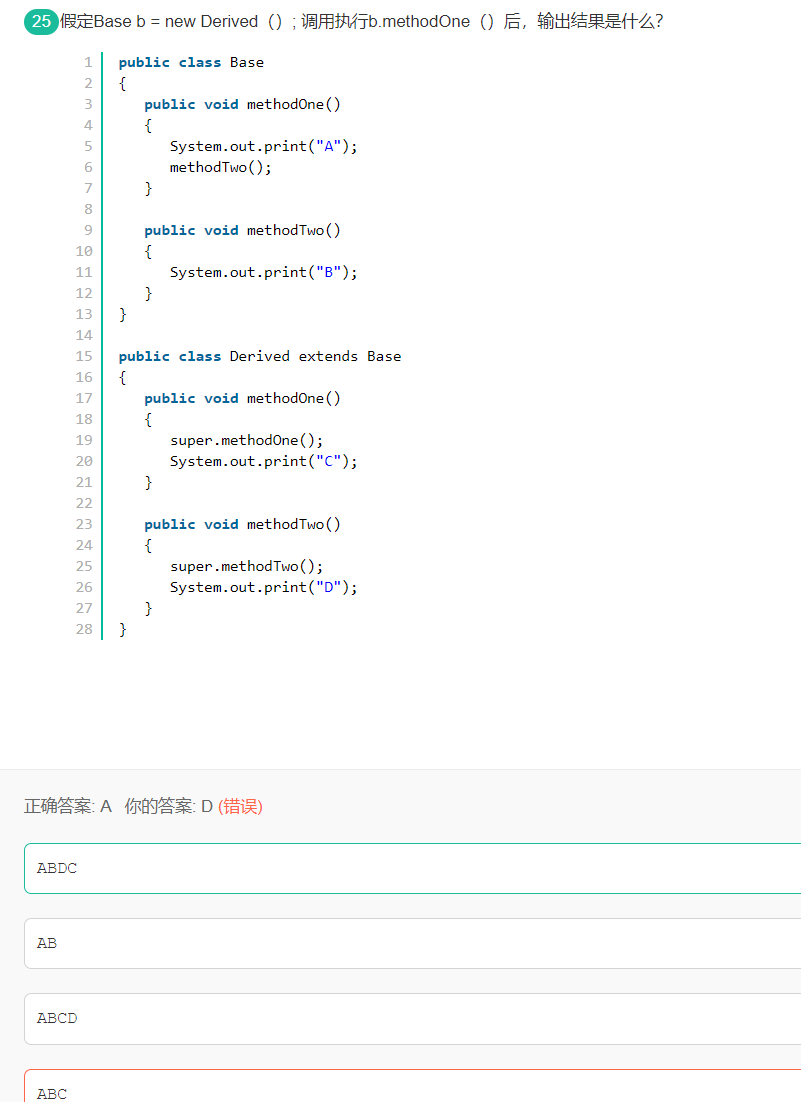 25 假定Base b = new Derived（）; 调用执行b.methodOne（）后，输出结果是什么？
1 public class Base
2 {
3 public void methodOne()
4 {
5 System.out.print("A");
6 methodTwo();
7 }
8
9 public void methodTwo()
10 {
11 System.out.print("B");
12 }
13 }
14
15 public class Derived extends Base
16 {
17 public void methodOne()
18 {
19 super.methodOne();
20 System.out.print("C");
21 }
22
23 public void methodTwo()
24 {
25 super.methodTwo();
26 System.out.print("D");
27 }
28 }
正确答案: A 你的答案: D (错误)
ABDC
AB
ABCD
ABC